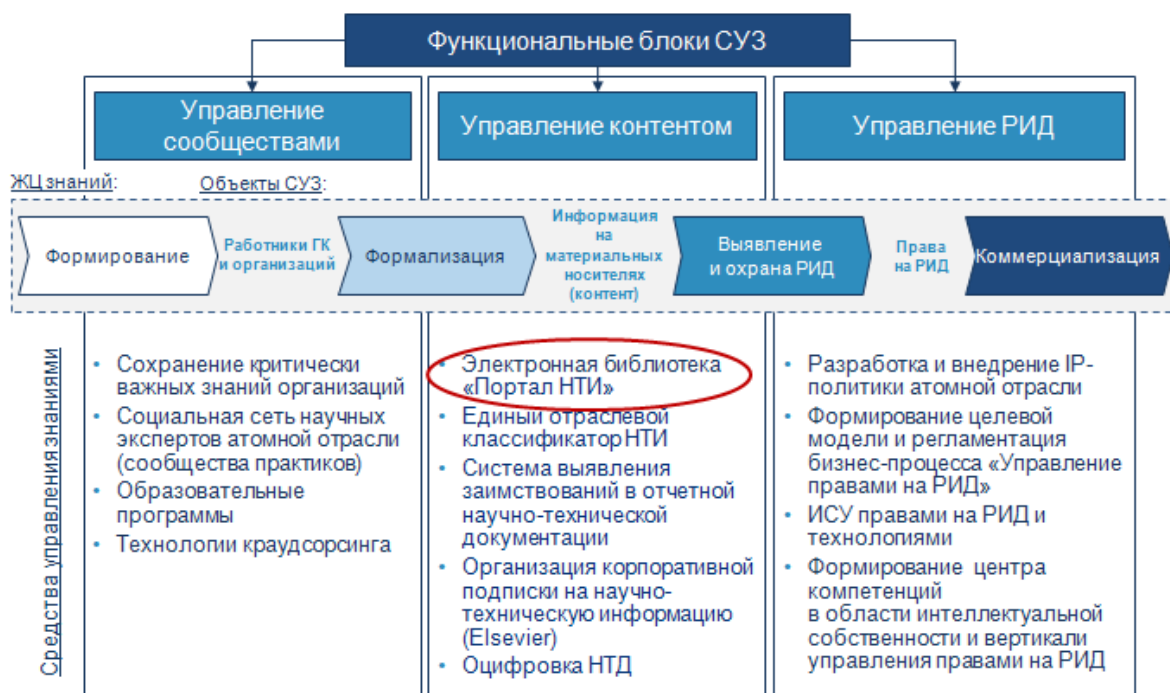 Функциональные блоки СУЗ
Управление
сообществами
Управление контентом
Управление РИД
ЖЦ знаний:
Объекты СУЗ:
Формирование
Работники ГК
и организаций
Формализация
Информация
на
материальных
носителях
(контент)
Выявление
и охрана РИД
Права
на РИД
Коммерциализация
Средства управления знаниями
• Сохранение критически
важных знаний организаций
• Социальная сеть научных
экспертов атомной отрасли
(сообщества практиков)
• Образовательные
программы
• Технологии краудсорсинга
• Электронная библиотека
«Портал НТИ»
• Единый отраслевой
классификатор НТИ
• Система выявления
заимствований в отчетной
научно-технической
документации
• Организация корпоративной
подписки на научно-
техническую информацию
(Elsevier)
• Оцифровка НТД
• Разработка и внедрение IP-
политики атомной отрасли
• Формирование целевой
модели и регламентация
бизнес-процесса «Управление
правами на РИД»
• ИСУ правами на РИД и
технологиями
• Формирование центра
компетенций
в области интеллектуальной
собственности и вертикали
управления правами на РИД